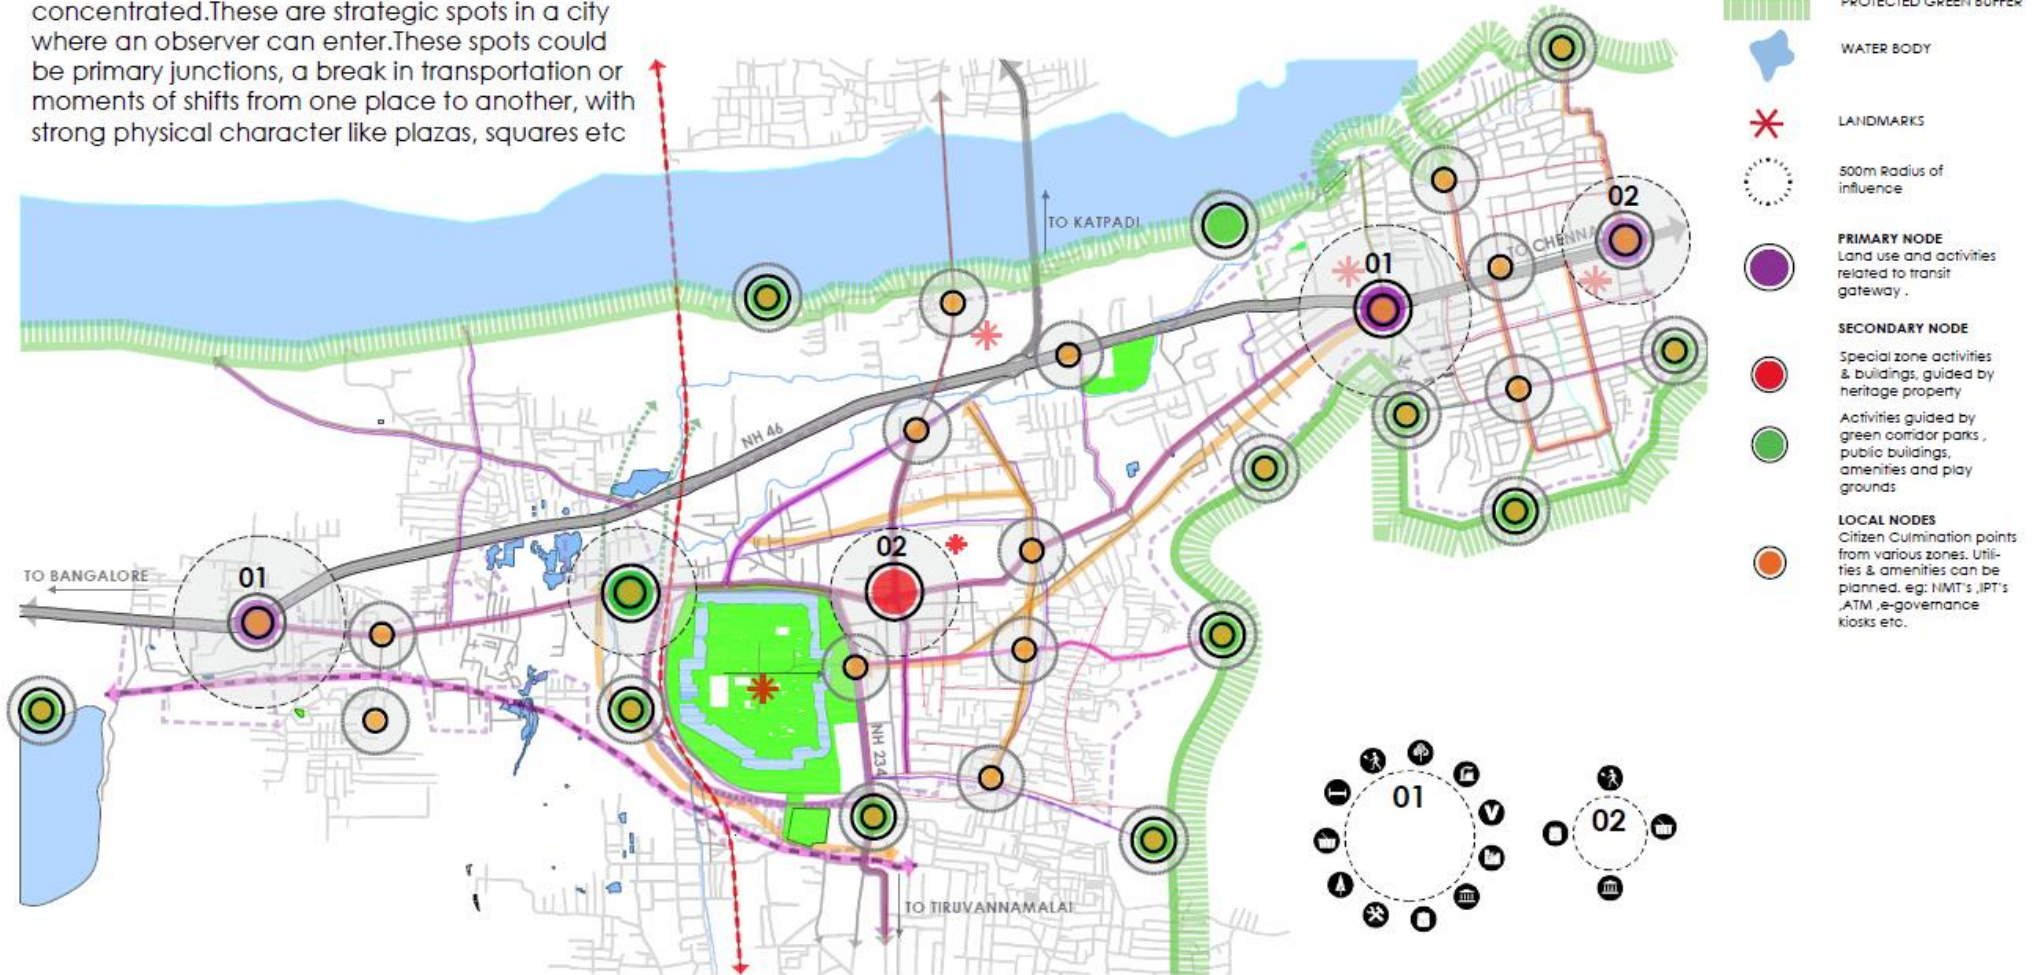 concentrated.These are strategic spots in a city
where an observer can enter.These spots could
be primary junctions, a break in transportation or
moments of shifts from one place to another, with
strong physical character like plazas, squares etc
TO KATPADI
TO CHENNAI
02
01
NH 46
TO BANGALORE
01
02
NH 234
TO TIRUVANNAMALAI
PROTECTED GREEN BUFFER
WATER BODY
LANDMARKS
500m Radius of
influence
PRIMARY NODE
Land use and activities
related to transit
gateway .
SECONDARY NODE
Special zone activities
& buildings, guided by
heritage property
Activities guided by
green corridor parks ,
public buildings,
amenities and play
grounds
LOCAL NODES
Citizen Culmination points
from various zones. Utili-
ties & amenities can be
planned. eg: NMT's ,IPT's
,ATM ,e-governance
kiosks etc.
01
02